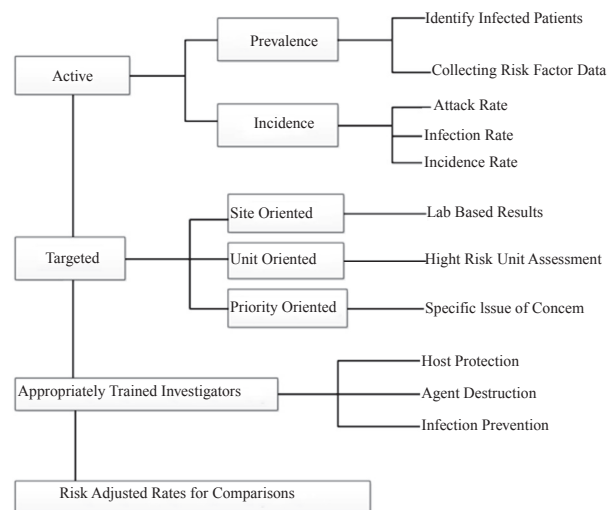 Identify Infected Patients
Prevalence
Active
Collecting Risk Factor Data
Attack Rate
Incidence
Infection Rate
Incidence Rate
Site Oriented
Lab Based Results
Targeted
Unit Oriented
Hight Risk Unit Assessment
Priority Oriented
Specific Issue of Concem
Host Protection
Appropriately Trained Investigators
Agent Destruction
Infection Prevention
Risk Adjusted Rates for Comparisons